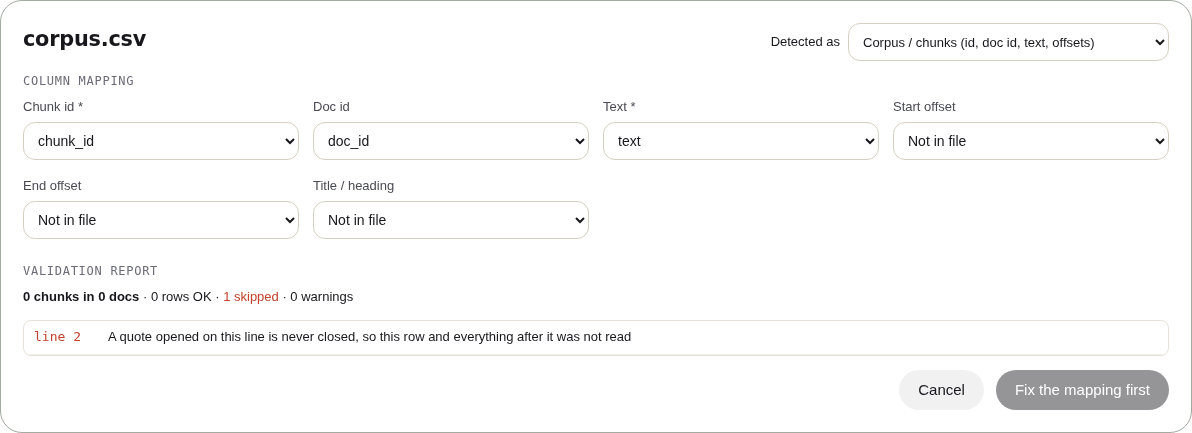 corpus.csv
Detected as
Corpus / chunks (id, doc id, text, offsets)
COLUMN MAPPING
Chunk id *
Doc id
Text *
Start offset
chunk_id
doc_id
text
Not in file
End offset
Title / heading
Not in file
Not in file
VALIDATION REPORT
0 chunks in 0 docs · 0 rows OK · 1 skipped · 0 warnings
line 2 A quote opened on this line is never closed, so this row and everything after it was not read
Cancel
Fix the mapping first